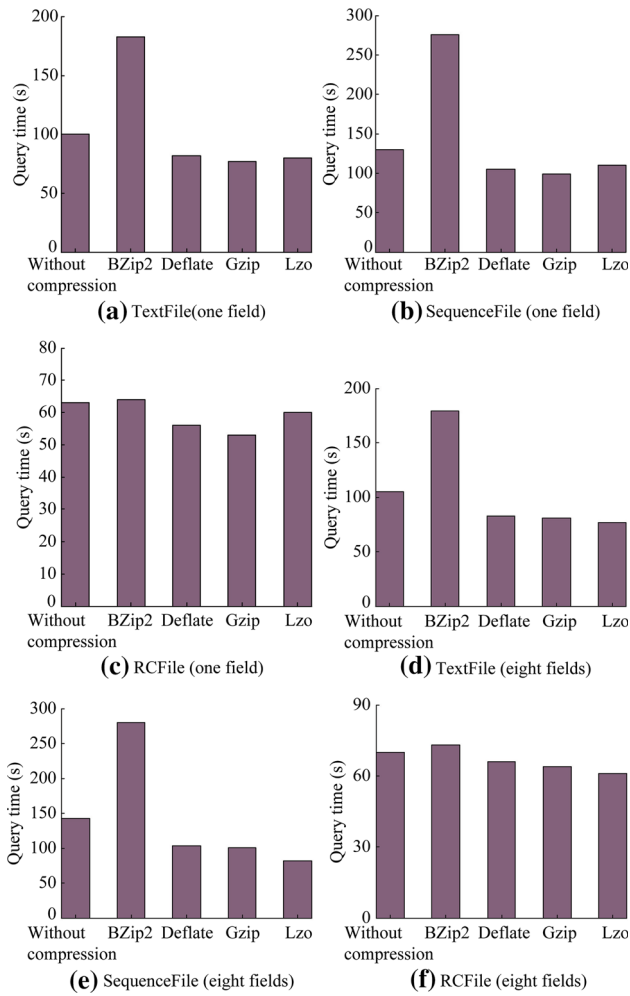 200
150
100
50
0
Query time (s)
Without compression
BZip2
Deflate
Gzip
Lzo
(a) TextFile(one field)
300
250
200
150
100
50
0
Query time (s)
Without compression
BZip2
Deflate
Gzip
Lzo
(b) SequenceFile (one field)
80
70
60
50
40
30
20
10
0
Query time (s)
Without compression
BZip2
Deflate
Gzip
Lzo
(c) RCFile (one field)
200
150
100
50
0
Query time (s)
Without compression
BZip2
Deflate
Gzip
Lzo
(d) TextFile (eight fields)
300
250
200
150
100
50
0
Query time (s)
Without compression
BZip2
Deflate
Gzip
Lzo
(e) SequenceFile (eight fields)
90
60
30
0
Query time (s)
Without compression
BZip2
Deflate
Gzip
Lzo
(f) RCFile (eight fields)